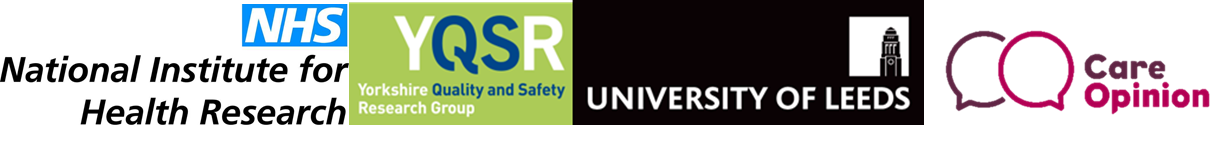 NHS
National Institute for
Health Research
YQSR
Yorkshire Quality and Safety
Research Group
UNIVERSITY OF LEEDS
Care
Opinion